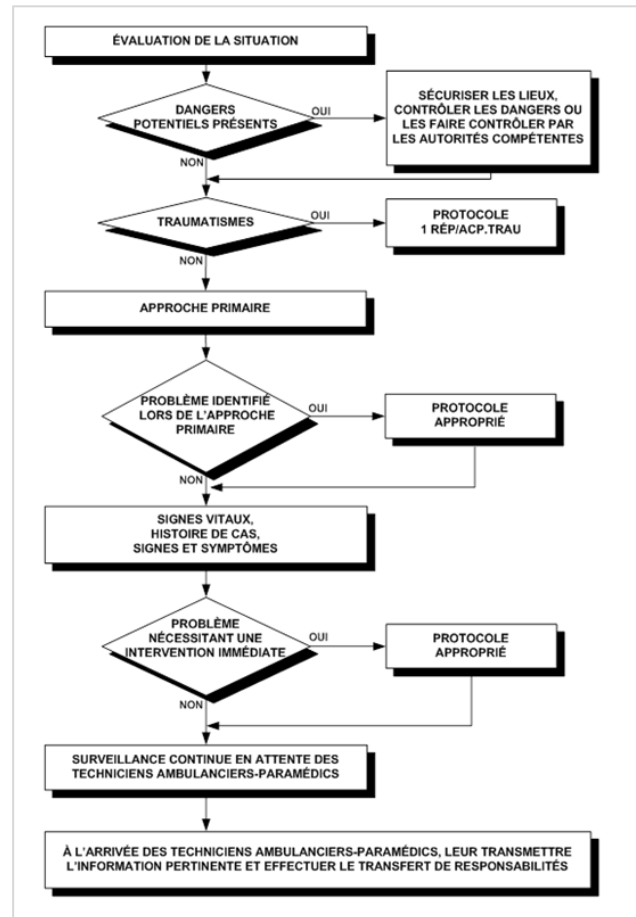 ÉVALUATION DE LA SITUATION
DANGERS
POTENTIELS PRÉSENTS
OUI
SÉCURISER LES LIEUX,
CONTRÔLER LES DANGERS OU
LES FAIRE CONTRÔLER PAR
LES AUTORITÉS COMPÉTENTES
NON
TRAUMATISMES
OUI
PROTOCOLE
1 RÉP/ACP.TRAU
NON
APPROCHE PRIMAIRE
PROBLÈME IDENTIFIÉ
LORS DE L'APPROCHE
PRIMAIRE
OUI
PROTOCOLE
APPROPRIÉ
NON
SIGNES VITAUX,
HISTOIRE DE CAS,
SIGNES ET SYMPTÔMES
PROBLÈME
NÉCESSITANT UNE
INTERVENTION IMMÉDIATE
OUI
PROTOCOLE
APPROPRIÉ
NON
SURVEILLANCE CONTINUE EN ATTENTE DES
TECHNICIENS AMBULANCIERS-PARAMÉDICS
À L'ARRIVÉE DES TECHNICIENS AMBULANCIERS-PARAMÉDICS, LEUR TRANSMETTRE
L'INFORMATION PERTINENTE ET EFFECTUER LE TRANSFERT DE RESPONSABILITÉS